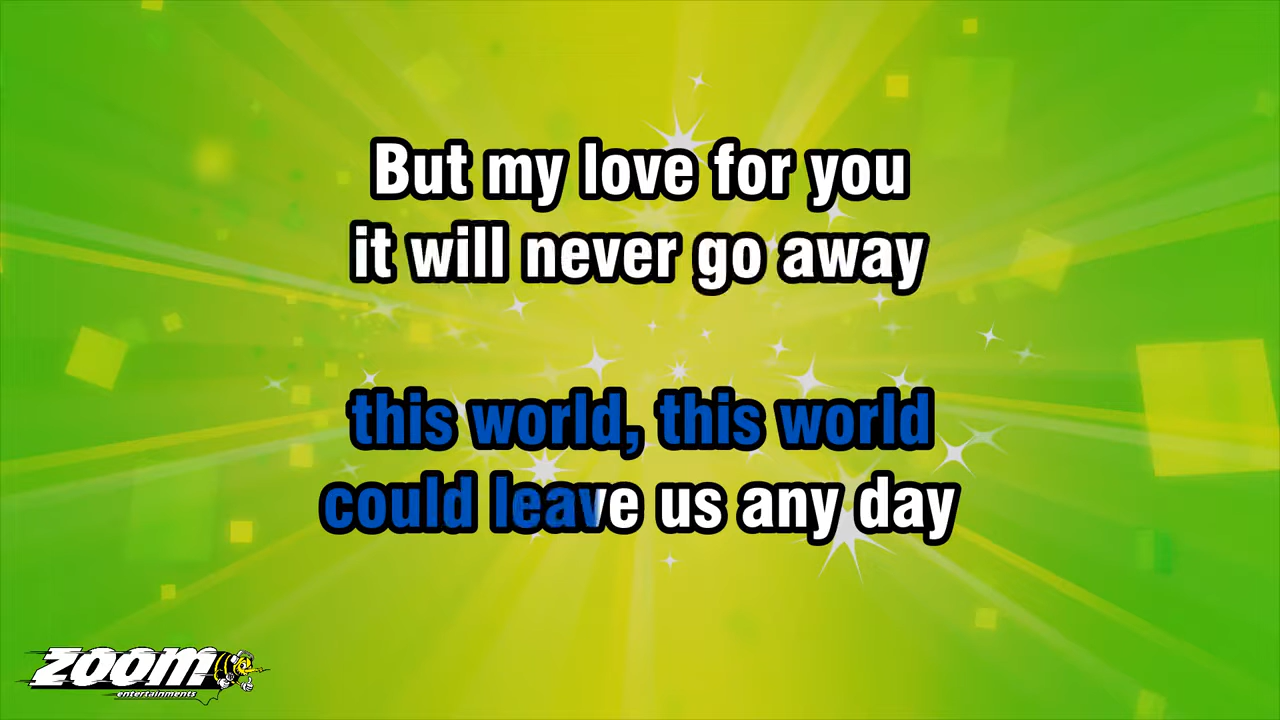 But my love for you
it will never go away
this world, this world
could leave us any day
ZOOM
entertainments